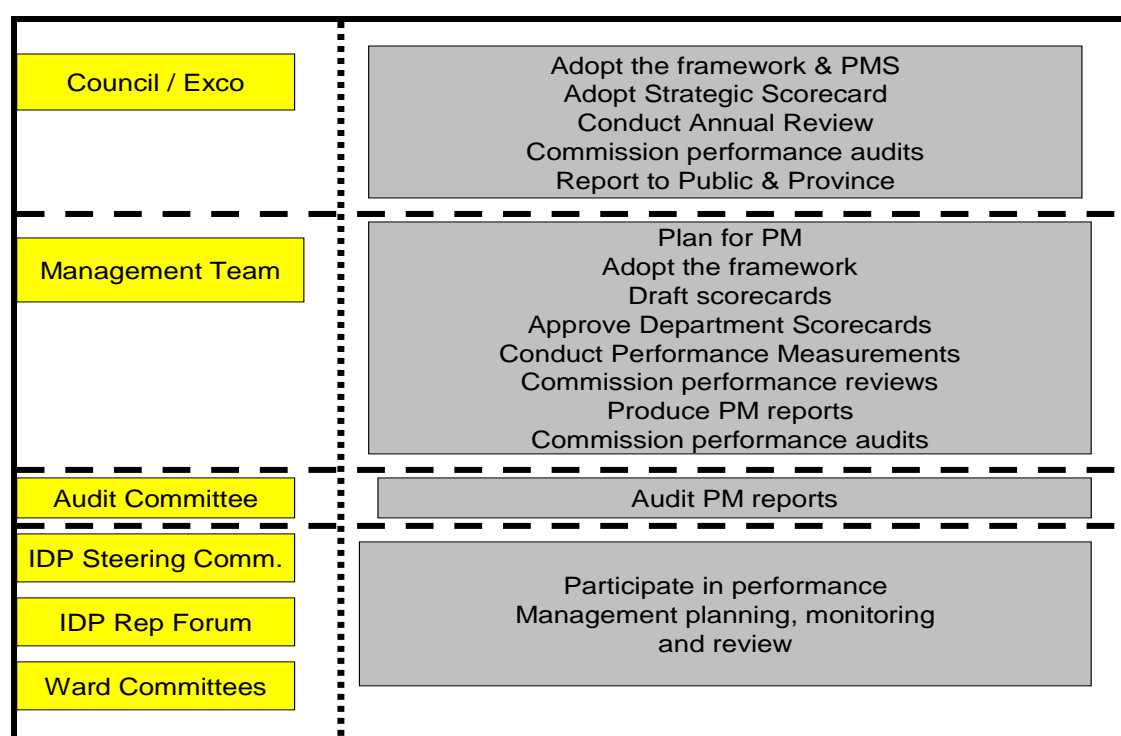 Council / Exco
Adopt the framework & PMS
Adopt Strategic Scorecard
Conduct Annual Review
Commission performance audits
Report to Public & Province
Management Team
Plan for PM
Adopt the framework
Draft scorecards
Approve Department Scorecards
Conduct Performance Measurements
Commission performance reviews
Produce PM reports
Commission performance audits
Audit Committee
Audit PM reports
IDP Steering Comm.
IDP Rep Forum
Ward Committees
Participate in performance
Management planning, monitoring
and review